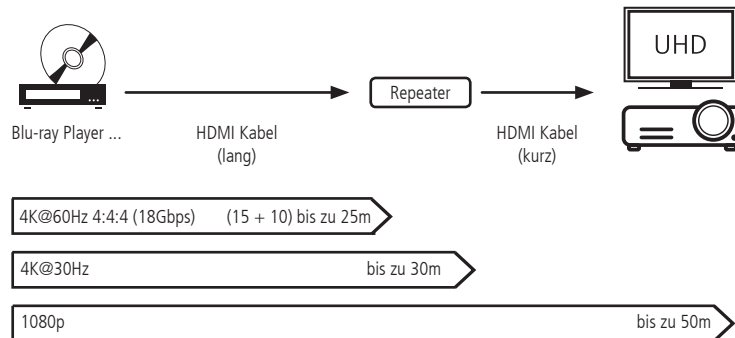 UHD
Repeater
Blu-ray Player ...
HDMI Kabel
(lang)
HDMI Kabel
(kurz)
4K@60Hz 4:4:4 (18Gbps) (15 + 10) bis zu 25m
4K@30Hz bis zu 30m
1080p bis zu 50m